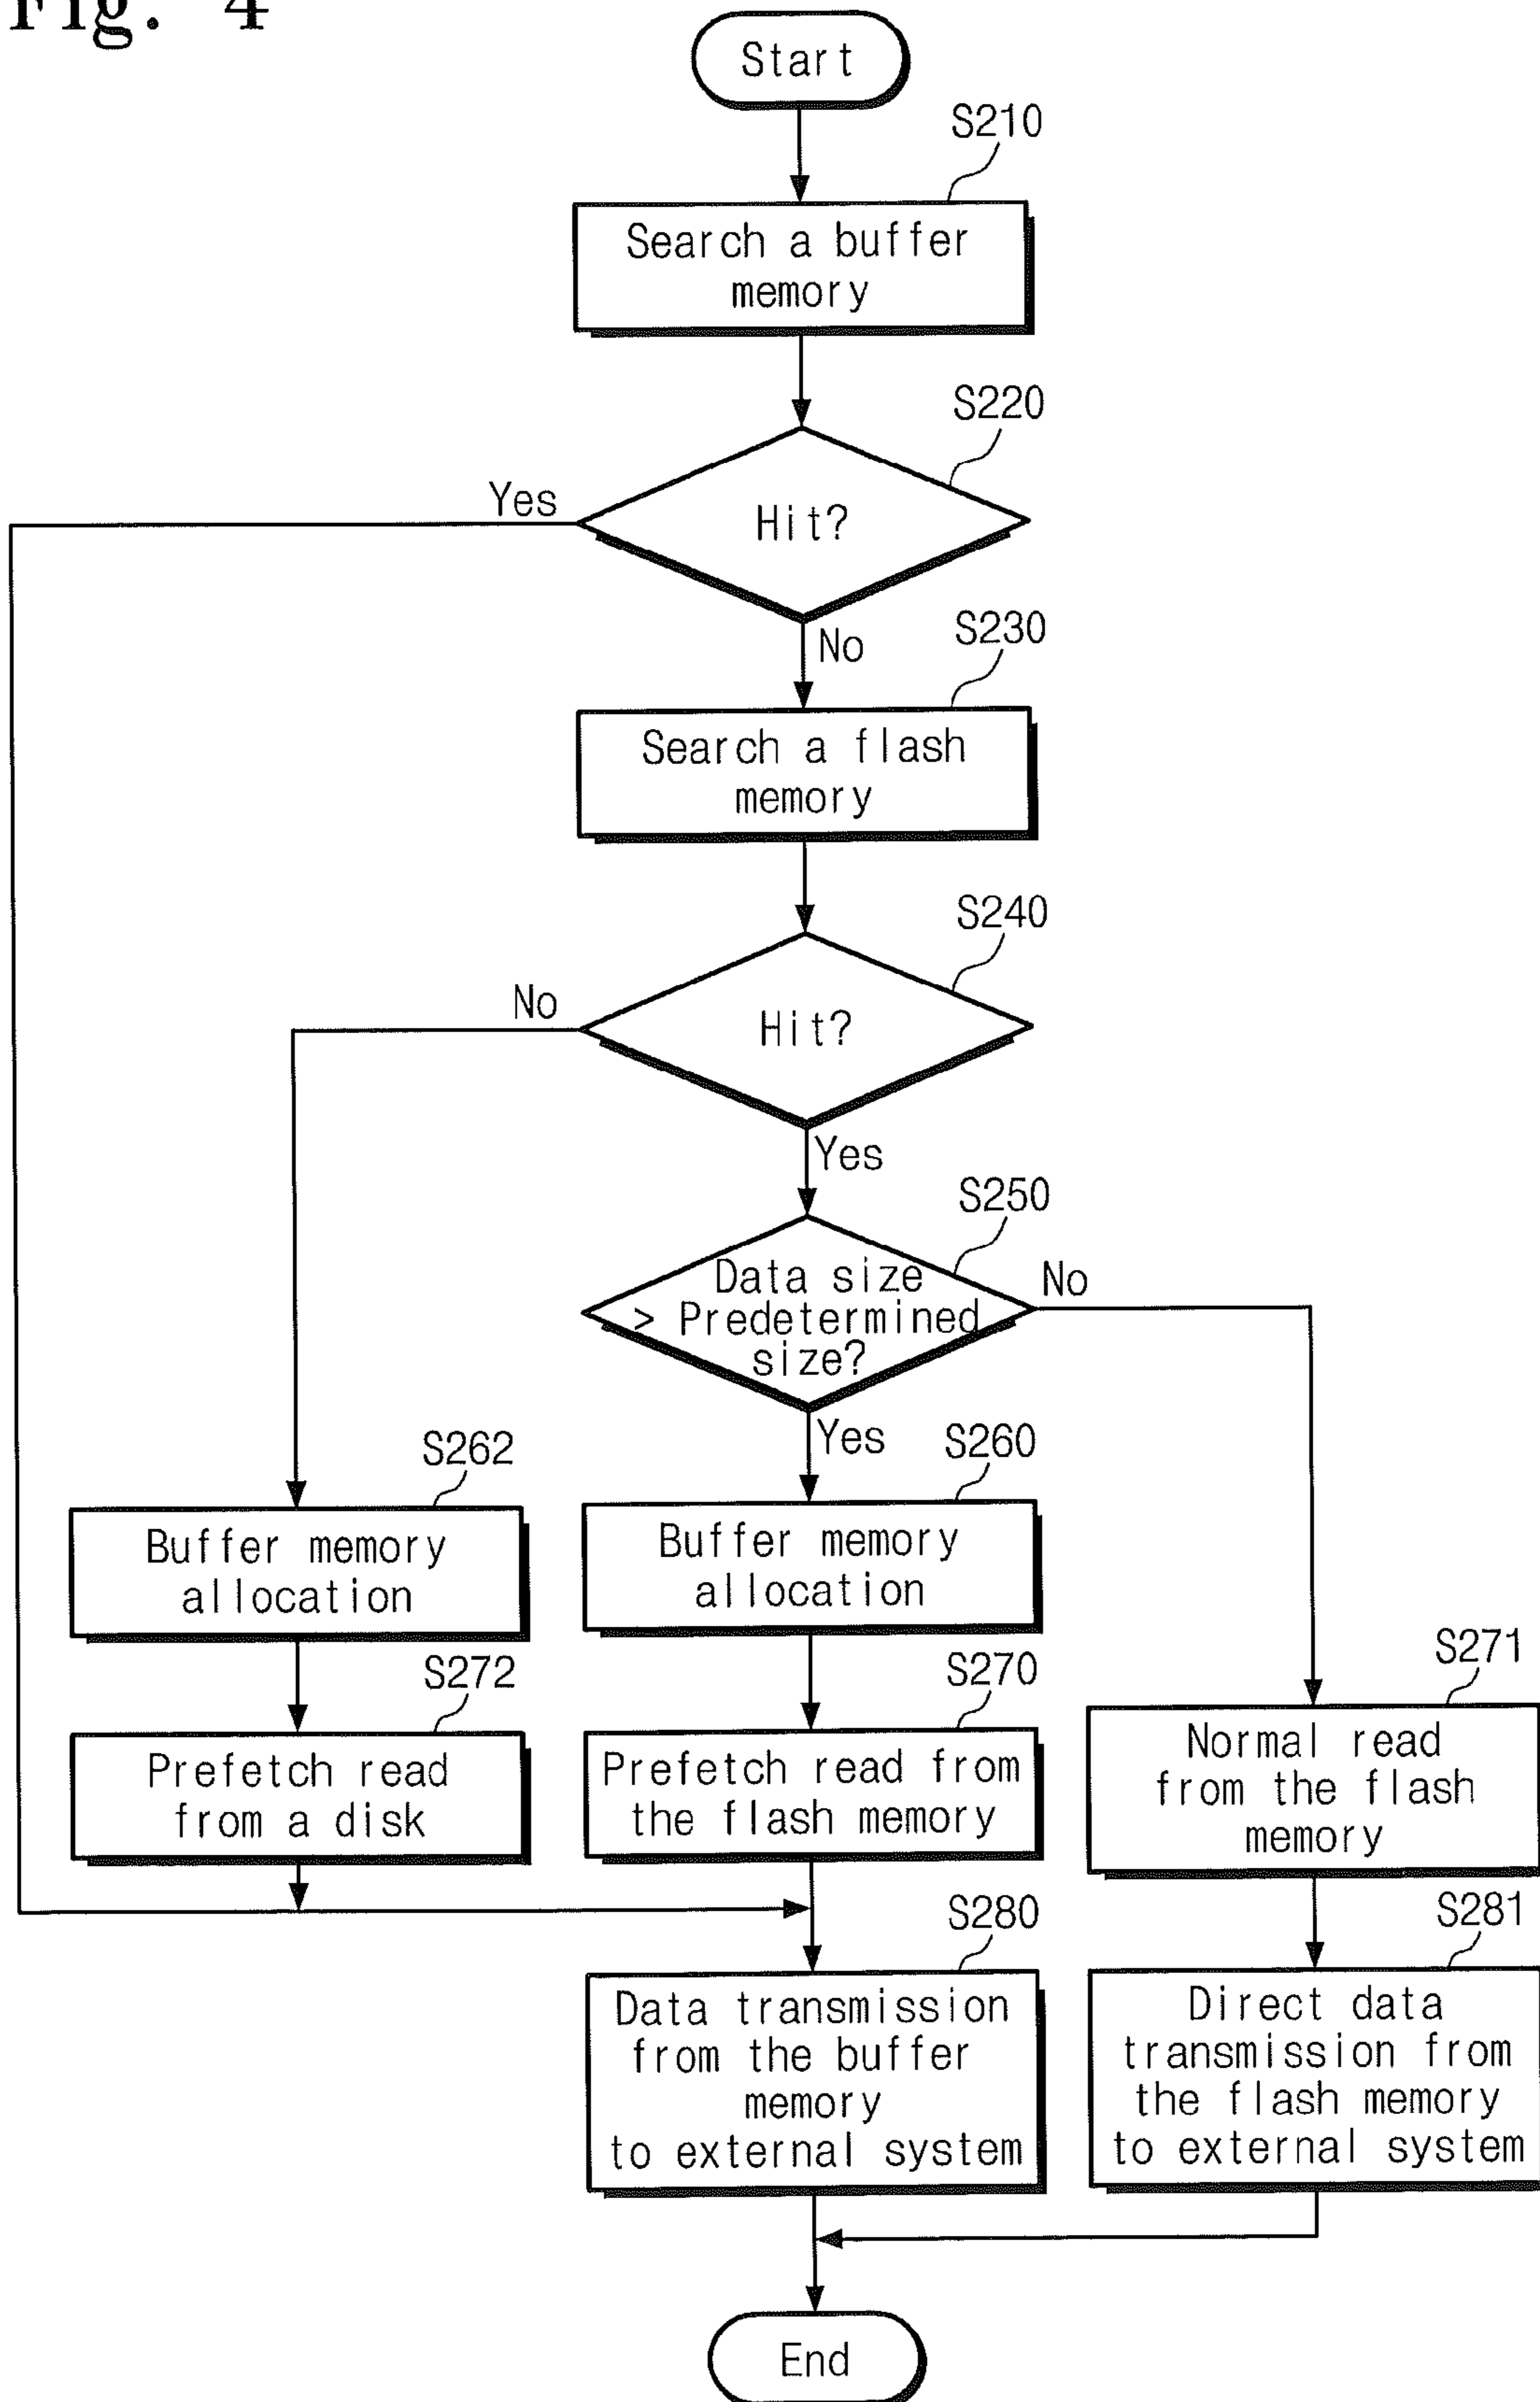 Fig. 4
Start
S210
Search a buffer
memory
S220
Yes
Hit?
No
S230
Search a flash
memory
S240
No
Hit?
Yes
S250
Data size
> Predetermined
size?
No
Yes
S262
S260
Buffer memory
allocation
Buffer memory
allocation
S272
S270
S271
Prefetch read
from a disk
Prefetch read from
the flash memory
Normal read
from the flash
memory
S280
S281
Data transmission
from the buffer
memory
to external system
Direct data
transmission from
the flash memory
to external system
End